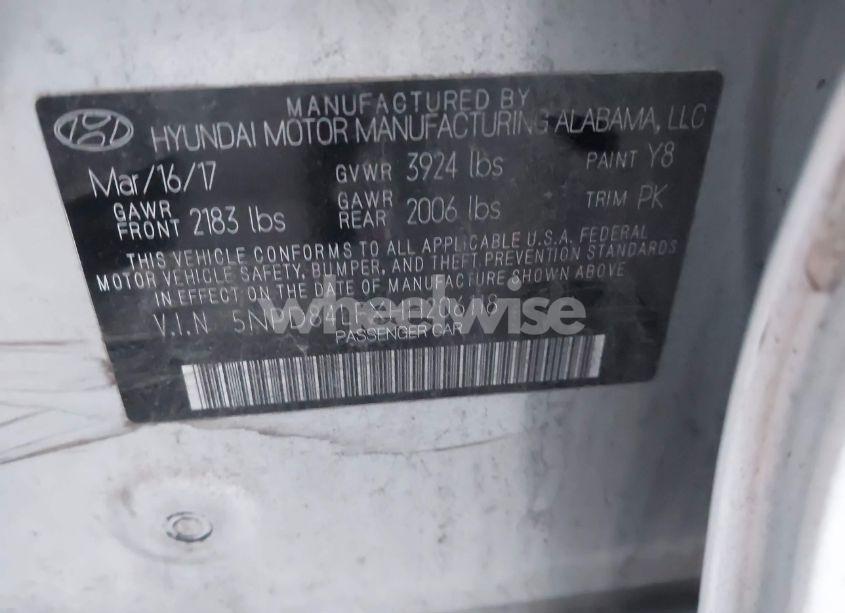 MANUFACTURED BY
HYUNDAI MOTOR MANUFACTURING ALABAMA, LLC
Mar/16/17 GVWR 3924 lbs PAINT Y8
GAWR FRONT 2183 lbs GAWR REAR 2006 lbs TRIM PK
THIS VEHICLE CONFORMS TO ALL APPLICABLE U.S.A. FEDERAL
MOTOR VEHICLE SAFETY, BUMPER, AND THEFT PREVENTION STANDARDS
IN EFFECT ON THE DATE OF MANUFACTURE SHOWN ABOVE
V.I.N
wheelwise
PASSENGER CAR